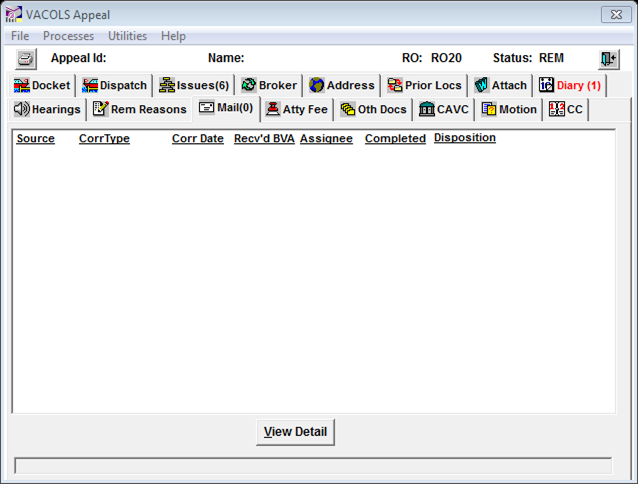 VACOLS Appeal
File Processes Utilities Help
Appeal Id: Name: RO: RO20 Status: REM
Docket Dispatch Issues(6) Broker Address Prior Locs Attach Diary (1)
Hearings Rem Reasons Mail(0) Atty Fee Oth Docs CAVC Motion CC
Source CorrType Corr Date Recv'd BVA Assignee Completed Disposition
View Detail